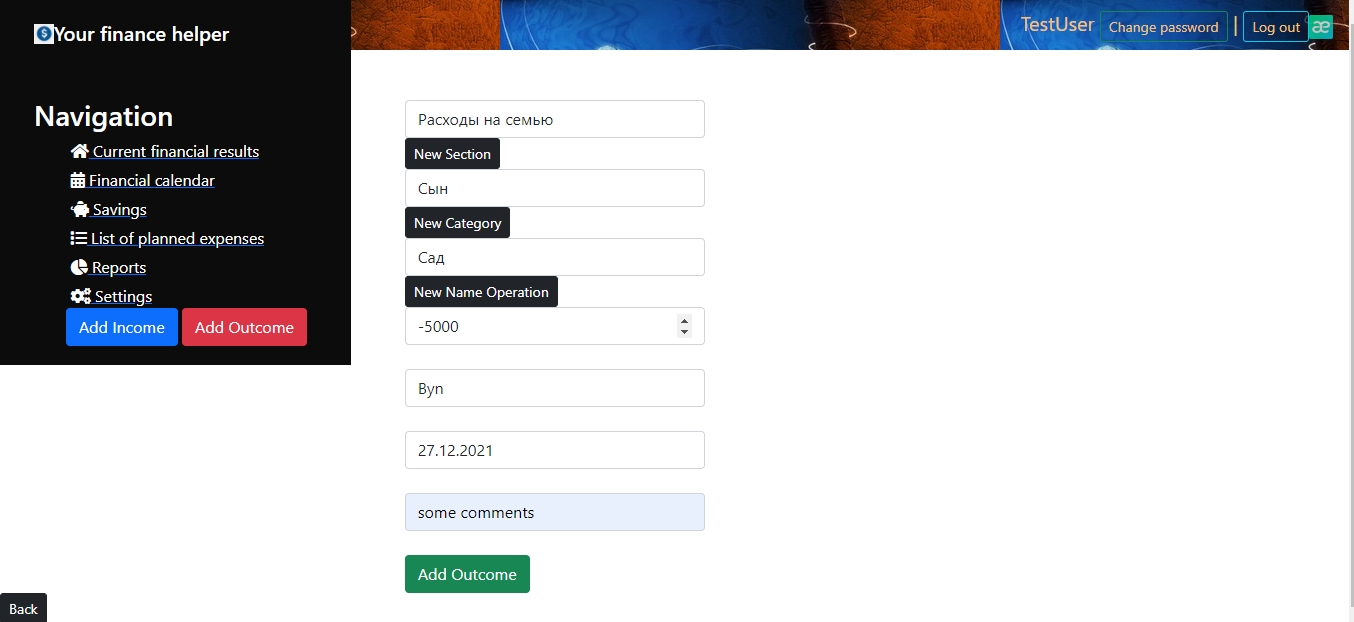 Your finance helper
TestUser Change password | Log out æ
Navigation
Current financial results
Financial calendar
Savings
List of planned expenses
Reports
Settings
Add Income Add Outcome
Расходы на семью
New Section
Сын
New Category
Сад
New Name Operation
-5000
Byn
27.12.2021
some comments
Add Outcome
Back